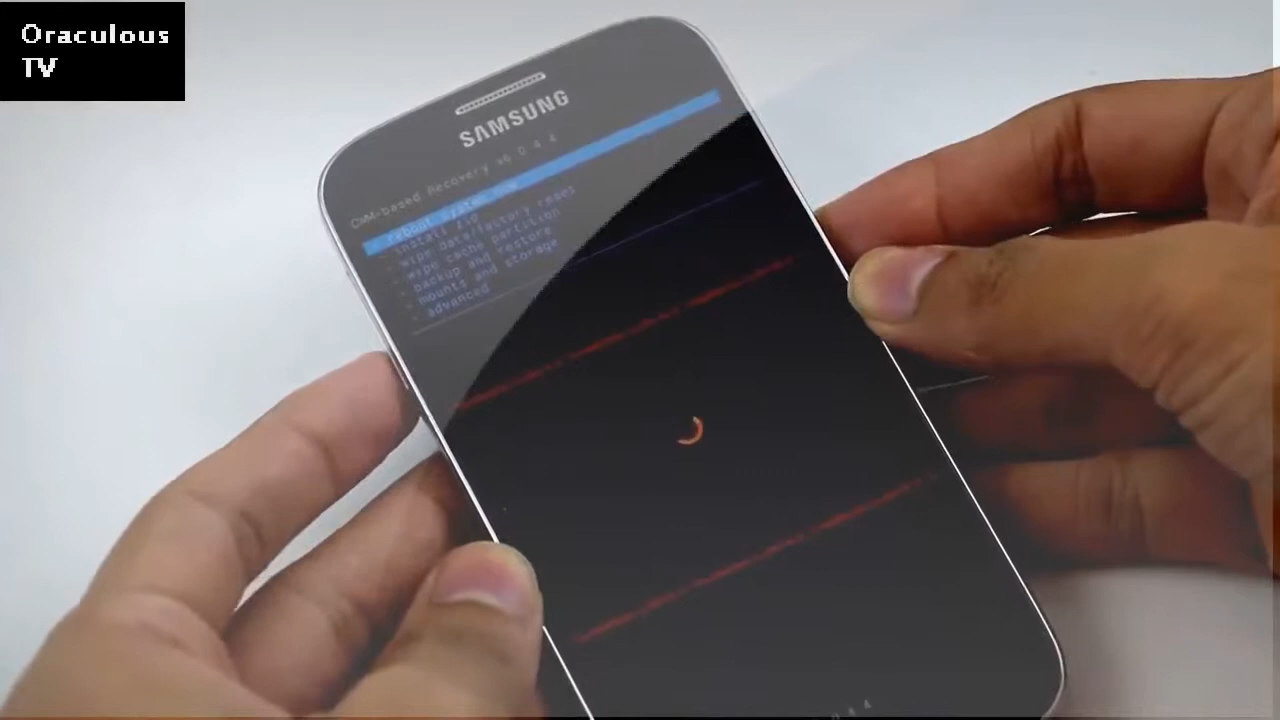 Oraculous
TV
SAMSUNG
CWM-based Recovery v6.0.4.4
reboot system now
install zip
wipe data/factory reset
wipe cache partition
backup and restore
mounts and storage
advanced